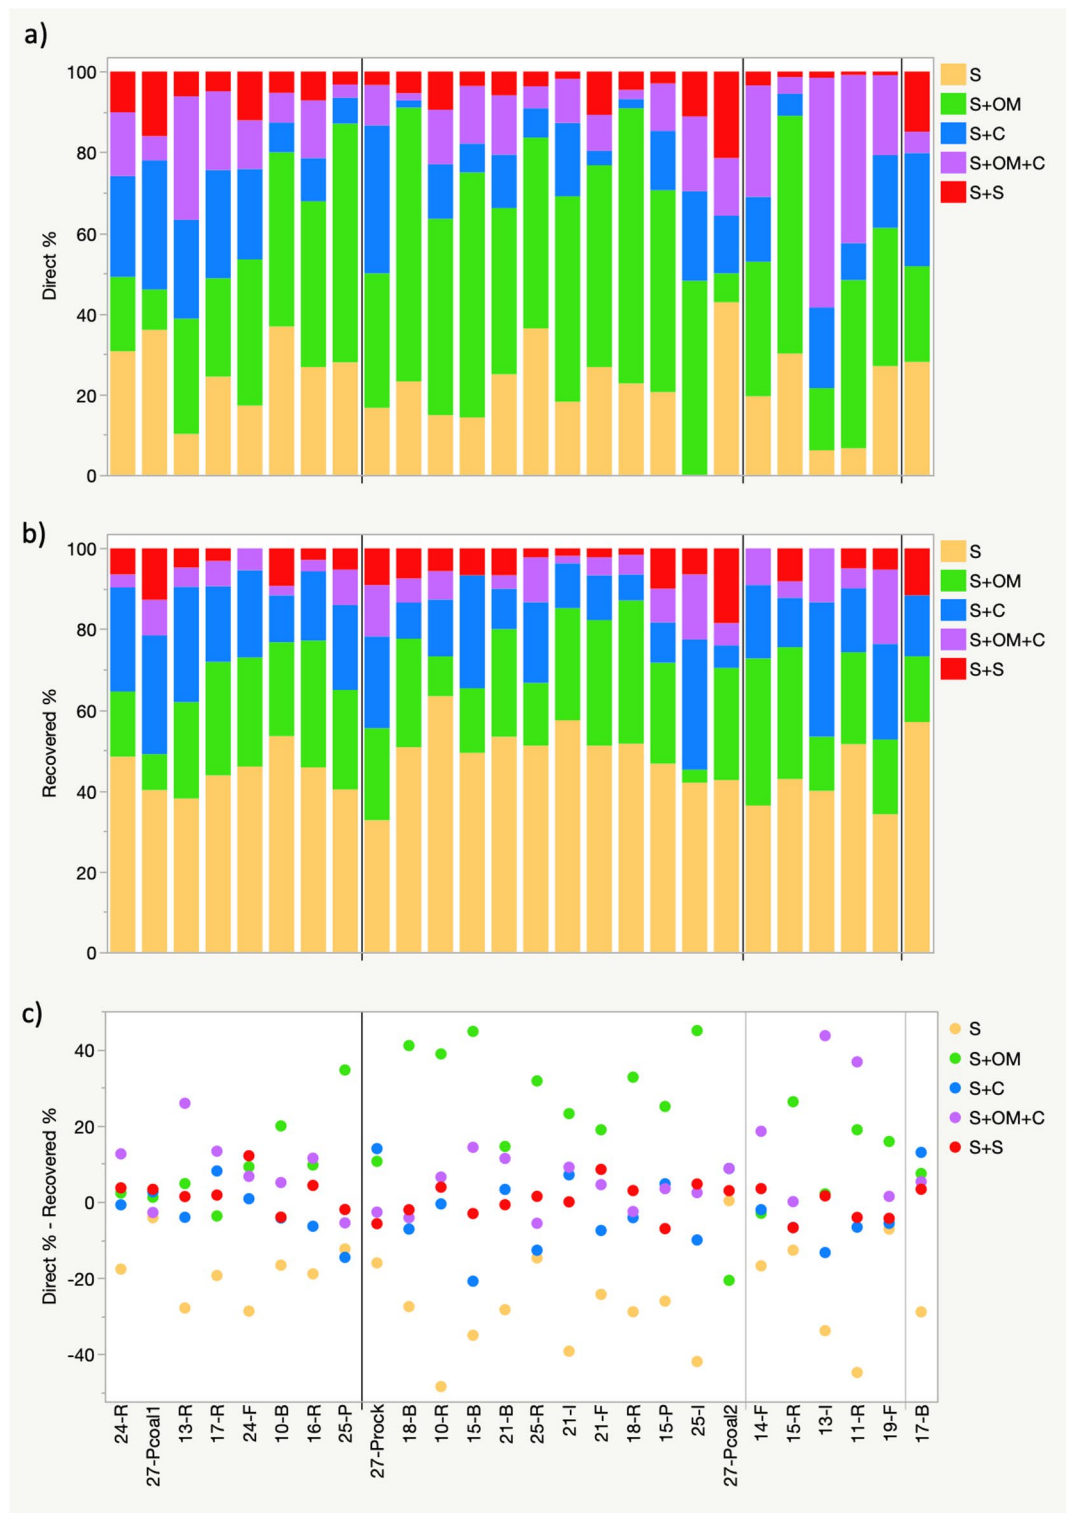 a)
Direct %
100
80
60
40
20
0
S
S+OM
S+C
S+OM+C
S+S
b)
Recovered %
100
80
60
40
20
0
S
S+OM
S+C
S+OM+C
S+S
c)
Direct % - Recovered %
40
20
0
-20
-40
S
S+OM
S+C
S+OM+C
S+S
24-R
27-Pcoal1
13-R
17-R
24-F
10-B
16-R
25-P
27-Prock
18-B
10-R
15-B
21-B
25-R
21-I
21-F
18-R
15-P
25-I
27-Pcoal2
14-F
15-R
13-I
11-R
19-F
17-B